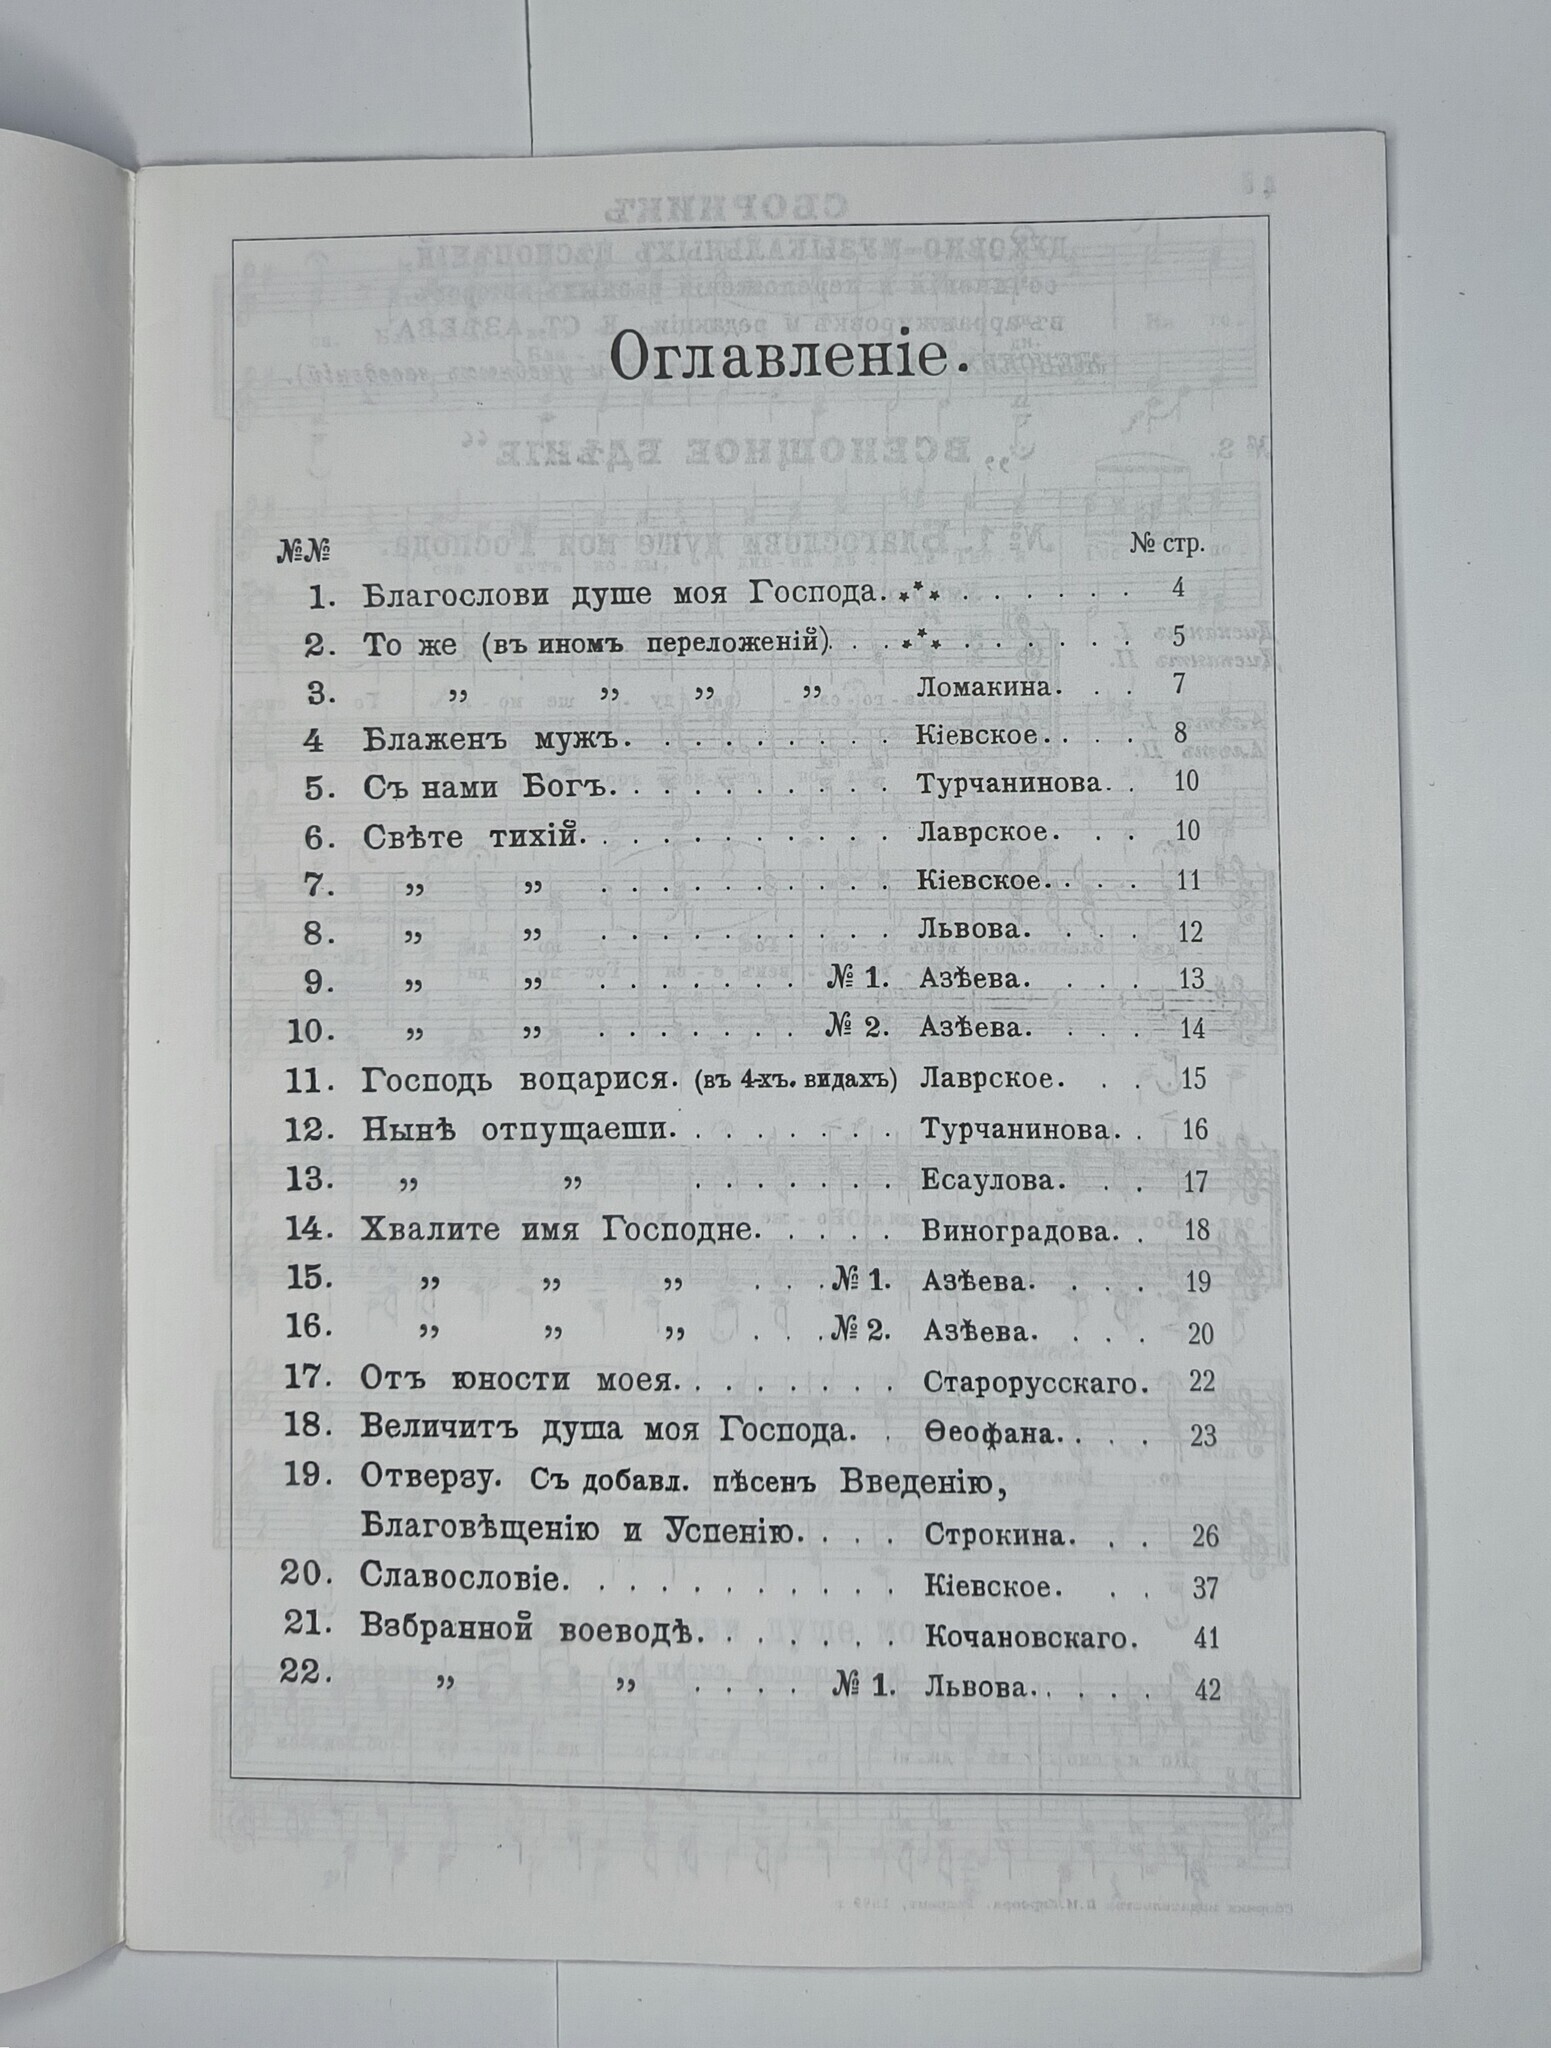 Оглавленіе.
№№ № стр.
1. Благослови душе моя Господа. *** . . . . . . 4
2. То же (въ иномъ переложеній). . . *** . . . . . . 5
3. „ „ „ „ Ломакина. . . 7
4 Блаженъ мужъ. . . . . . . . . Кіевское. . . . 8
5. Съ нами Богъ. . . . . . . . . . Турчанинова. . 10
6. Свѣте тихій. . . . . . . . . . . Лаврское. . . 10
7. „ „ . . . . . . . . . . Кіевское. . . . 11
8. „ „ . . . . . . . . . . Львова. . . . 12
9. „ „ . . . . . . . № 1. Азѣева. . . . 13
10. „ „ . . . . . . . № 2. Азѣева. . . . 14
11. Господь воцарися. (въ 4-хъ. видахъ) Лаврское. . . 15
12. Нынѣ отпущаеши. . . . . . . . Турчанинова. . 16
13. „ „ . . . . . . . Есаулова. . . 17
14. Хвалите имя Господне. . . . . . Виноградова. . 18
15. „ „ „ . . . № 1. Азѣева. . . . 19
16. „ „ „ . . . № 2. Азѣева. . . . 20
17. Отъ юности моея. . . . . . . . Старорусскаго. 22
18. Величитъ душа моя Господа. . Ѳеофана. . . . 23
19. Отверзу. Съ добавл. пѣсенъ Введенію,
Благовѣщенію и Успенію. . . . . Строкина. . . 26
20. Славословіе. . . . . . . . . . . Кіевское. . . 37
21. Взбранной воеводѣ. . . . . . . Кочановскаго. 41
22. „ „ . . . . № 1. Львова. . . . . 42